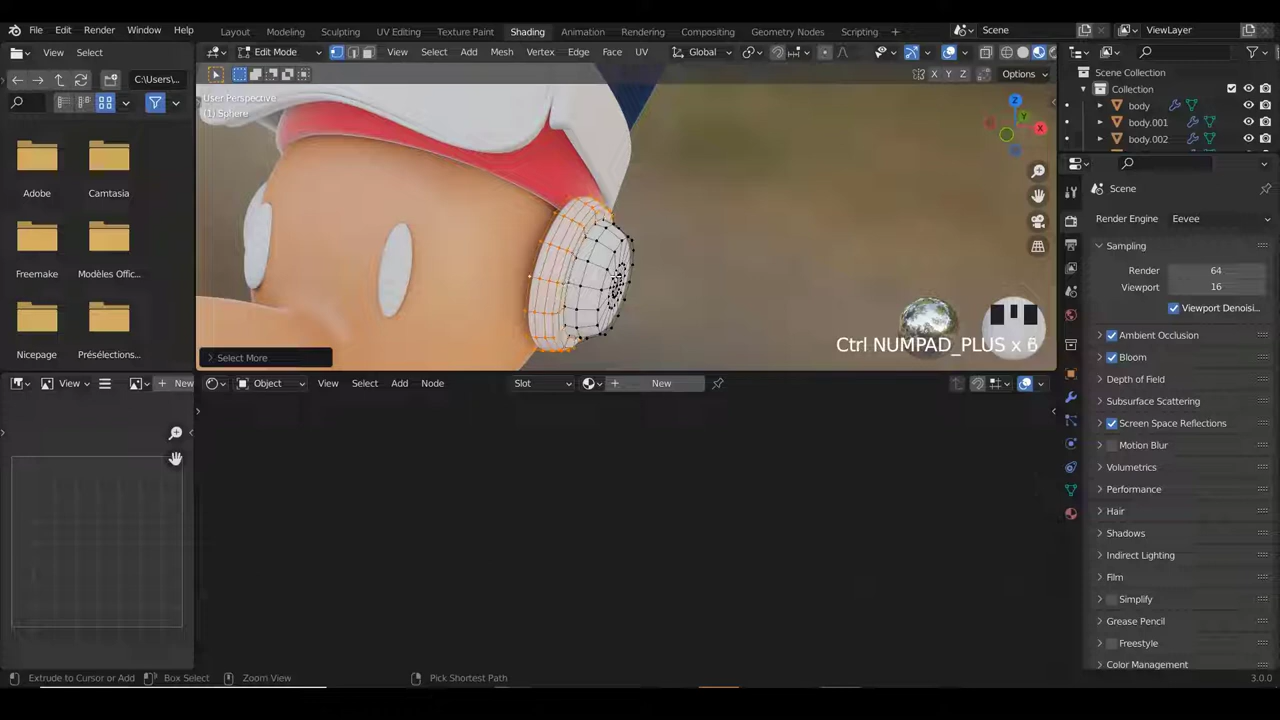 File Edit Render Window Help Layout Modeling Sculpting UV Editing Texture Paint Shading Animation Rendering Compositing Geometry Nodes Scripting Scene ViewLayer
View Select Edit Mode View Select Add Mesh Vertex Edge Face UV Global
C:\Users\... X Y Z Options
User Perspective
(1) Sphere
Adobe Camtasia
Freemake Modèles Offic...
Nicepage Présélections...
Select More
Ctrl NUMPAD_PLUS x 6
Scene Collection
Collection
body
body.001
body.002
Scene
Render Engine Eevee
Sampling
Render 64
Viewport 16
Viewport Denoisi...
Ambient Occlusion
Bloom
Depth of Field
Subsurface Scattering
Screen Space Reflections
Motion Blur
Volumetrics
Performance
Hair
Shadows
Indirect Lighting
Film
Simplify
Grease Pencil
Freestyle
Color Management
View New Object View Select Add Node Slot New
Extrude to Cursor or Add Box Select Zoom View Pick Shortest Path 3.0.0